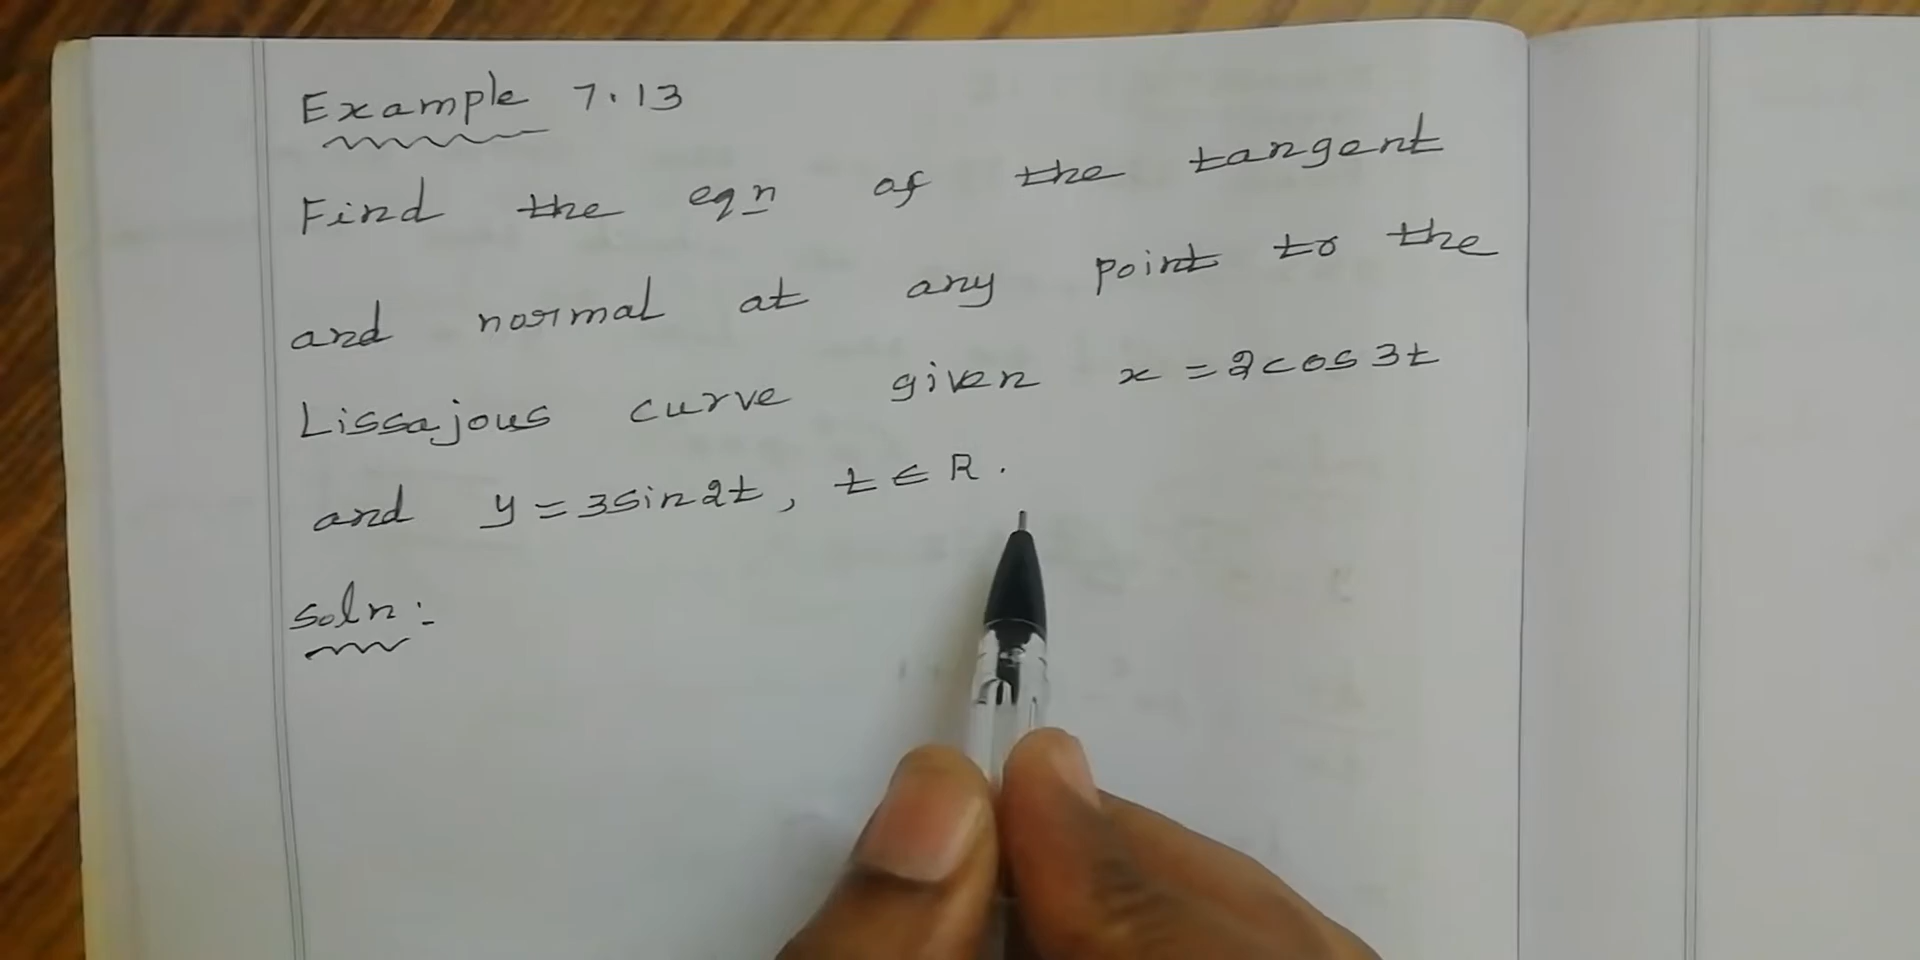 Example 7.13
Find the eqn of the tangent
and normal at any point to the
Lissajous curve given x = 2cos3t
and y = 3sin2t, t ∈ R.
Soln: